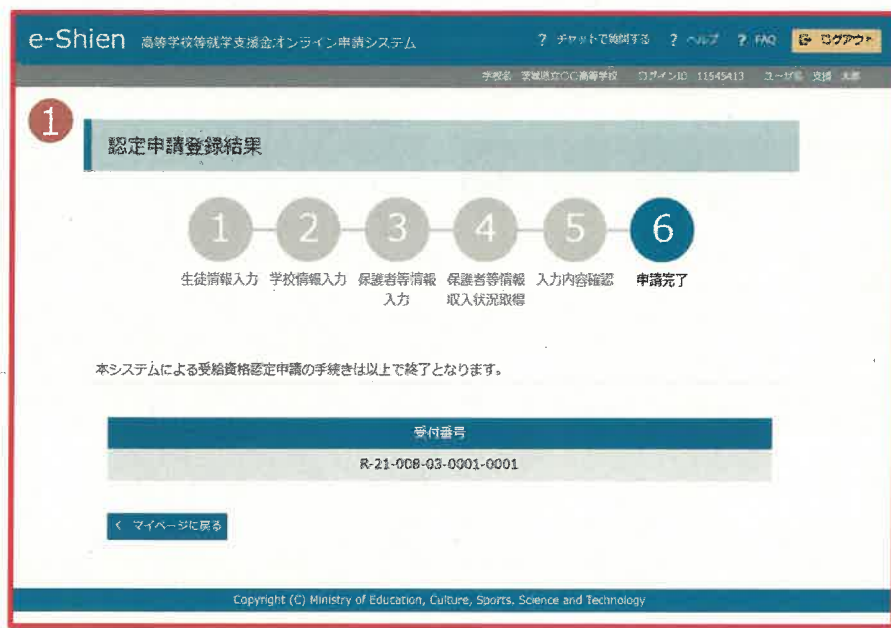 e-Shien 高等学校等就学支援金オンライン申請システム ? チャットで質問する ? ヘルプ ? FAQ ログアウト
学校名 茨城県立〇〇高等学校 ログインID 11545413 ユーザ名 支援 太郎
1
認定申請登録結果
1 2 3 4 5 6
生徒情報入力 学校情報入力 保護者等情報 保護者等情報 入力内容確認 申請完了
入力 収入状況取得
本システムによる受給資格認定申請の手続きは以上で終了となります。
受付番号
R-21-008-03-0001-0001
< マイページに戻る
Copyright (C) Ministry of Education, Culture, Sports, Science and Technology